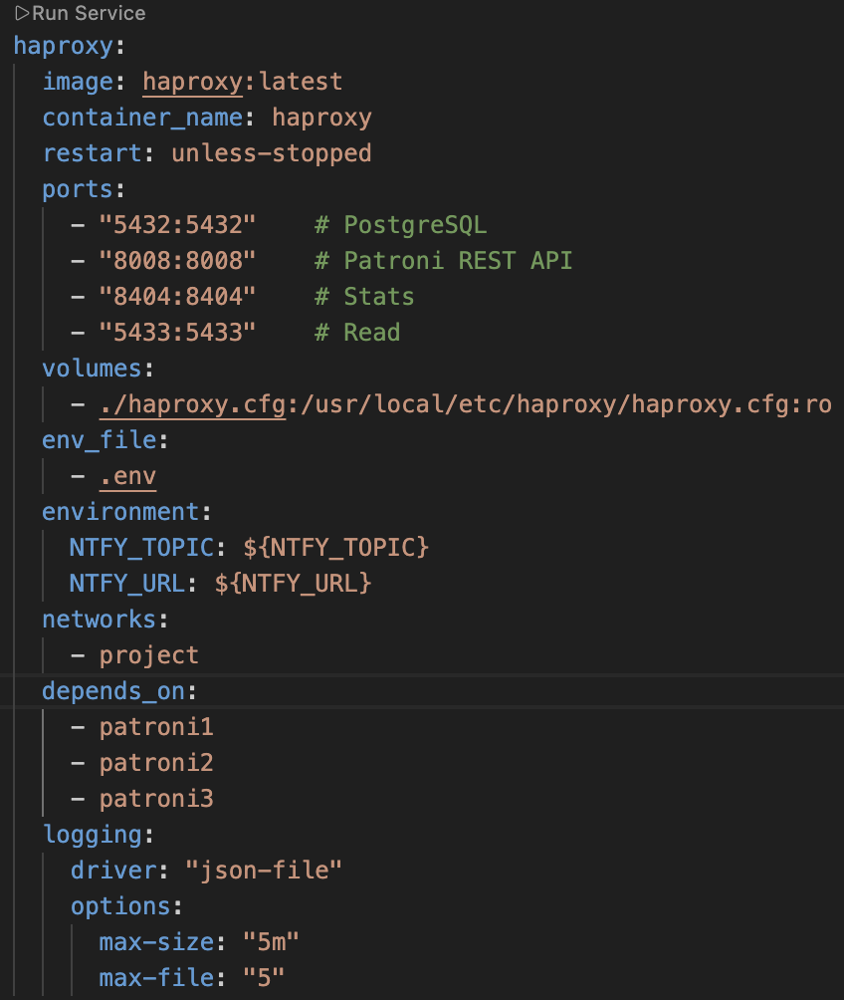 ▷Run Service
haproxy:
  image: haproxy:latest
  container_name: haproxy
  restart: unless-stopped
  ports:
    - "5432:5432"    # PostgreSQL
    - "8008:8008"    # Patroni REST API
    - "8404:8404"    # Stats
    - "5433:5433"    # Read
  volumes:
    - ./haproxy.cfg:/usr/local/etc/haproxy/haproxy.cfg:ro
  env_file:
    - .env
  environment:
    NTFY_TOPIC: ${NTFY_TOPIC}
    NTFY_URL: ${NTFY_URL}
  networks:
    - project
  depends_on:
    - patroni1
    - patroni2
    - patroni3
  logging:
    driver: "json-file"
    options:
      max-size: "5m"
      max-file: "5"